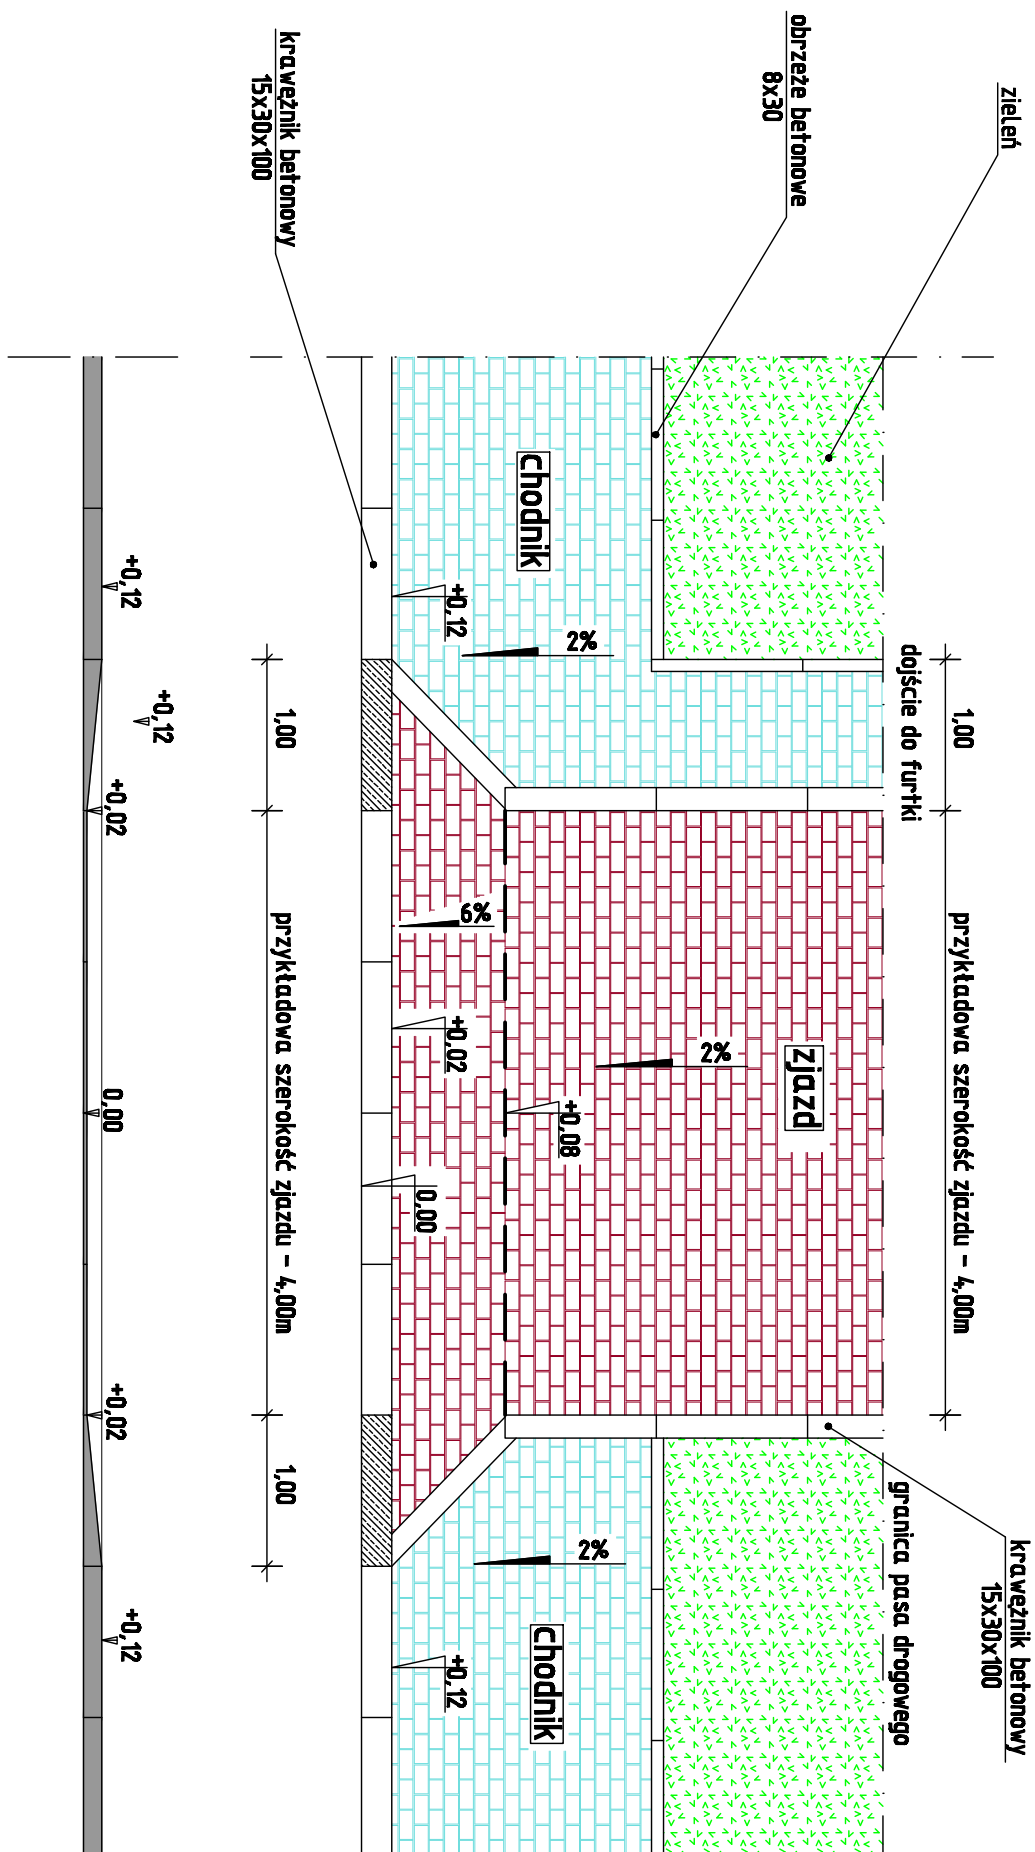 zieleń
obrzeże betonowe
8x30
krawężnik betonowy
15x30x100
krawężnik betonowy
15x30x100
granica pasa drogowego
1,00
przykładowa szerokość zjazdu - 4,00m
dojście do furtki
zjazd
2%
+0,08
2%
chodnik
+0,12
6%
+0,02
0,00
2%
chodnik
+0,12
1,00
przykładowa szerokość zjazdu - 4,00m
1,00
+0,12
+0,12
+0,02
0,00
+0,02
+0,12